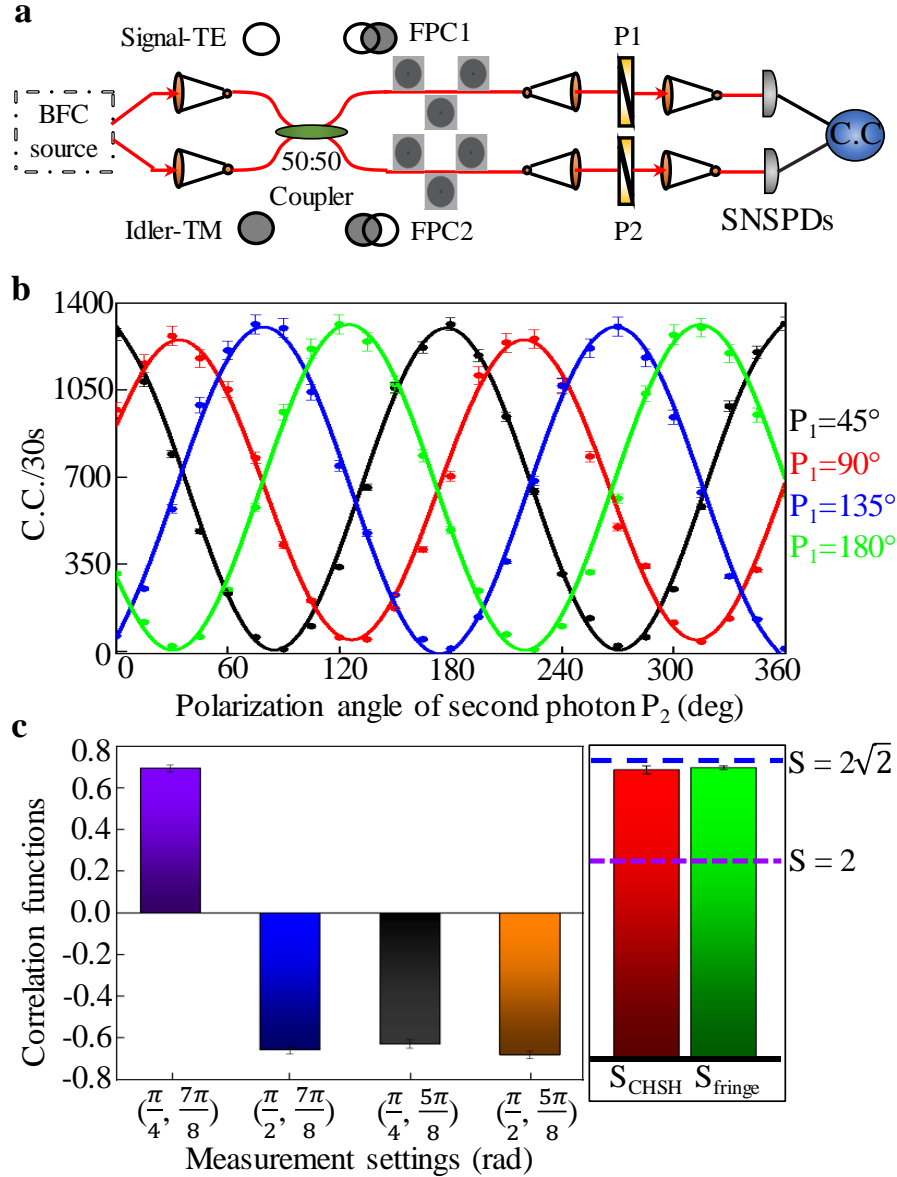 a
Signal-TE
FPC1
P1
BFC
source
C.C
50:50
Coupler
Idler-TM
FPC2
P2
SNSPDs
b
1400
1050
700
350
0
C.C./30s
0 60 120 180 240 300 360
Polarization angle of second photon P₂ (deg)
P₁=45°
P₁=90°
P₁=135°
P₁=180°
c
0.8
0.6
0.4
0.2
0.0
-0.2
-0.4
-0.6
-0.8
Correlation functions
(π/4, 7π/8) (π/2, 7π/8) (π/4, 5π/8) (π/2, 5π/8)
Measurement settings (rad)
S = 2√2
S = 2
S_CHSH S_fringe